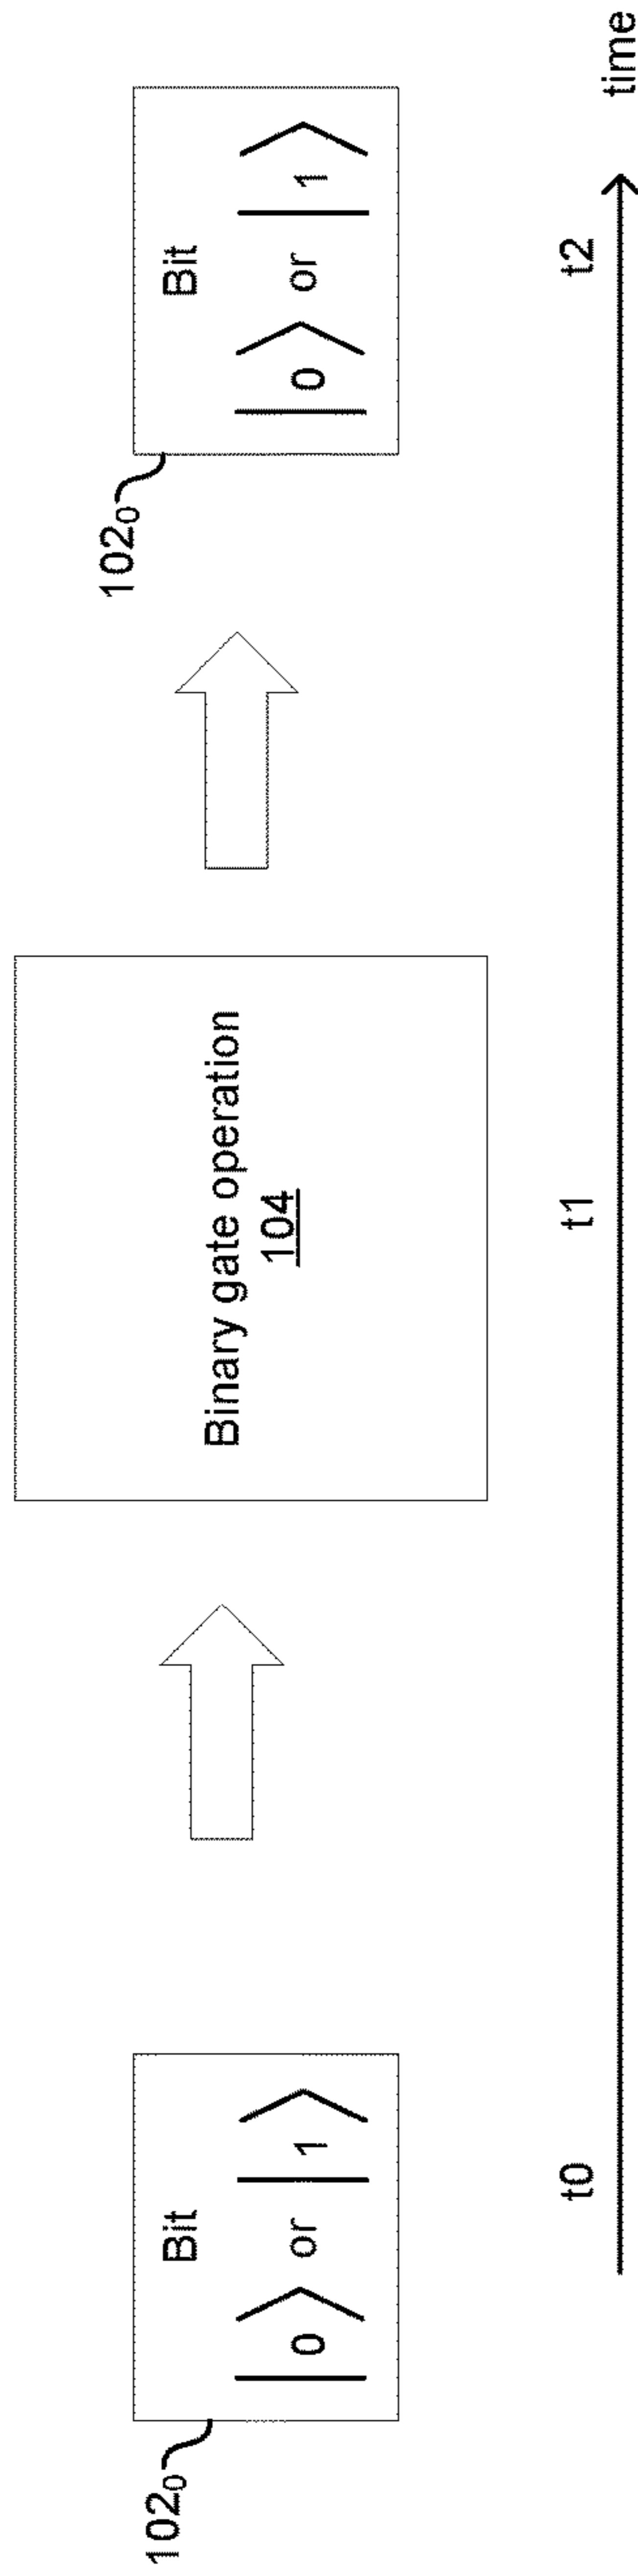 102₀
Bit
|0⟩ or |1⟩
Binary gate operation
104
102₀
Bit
|0⟩ or |1⟩
t0
t1
t2
time